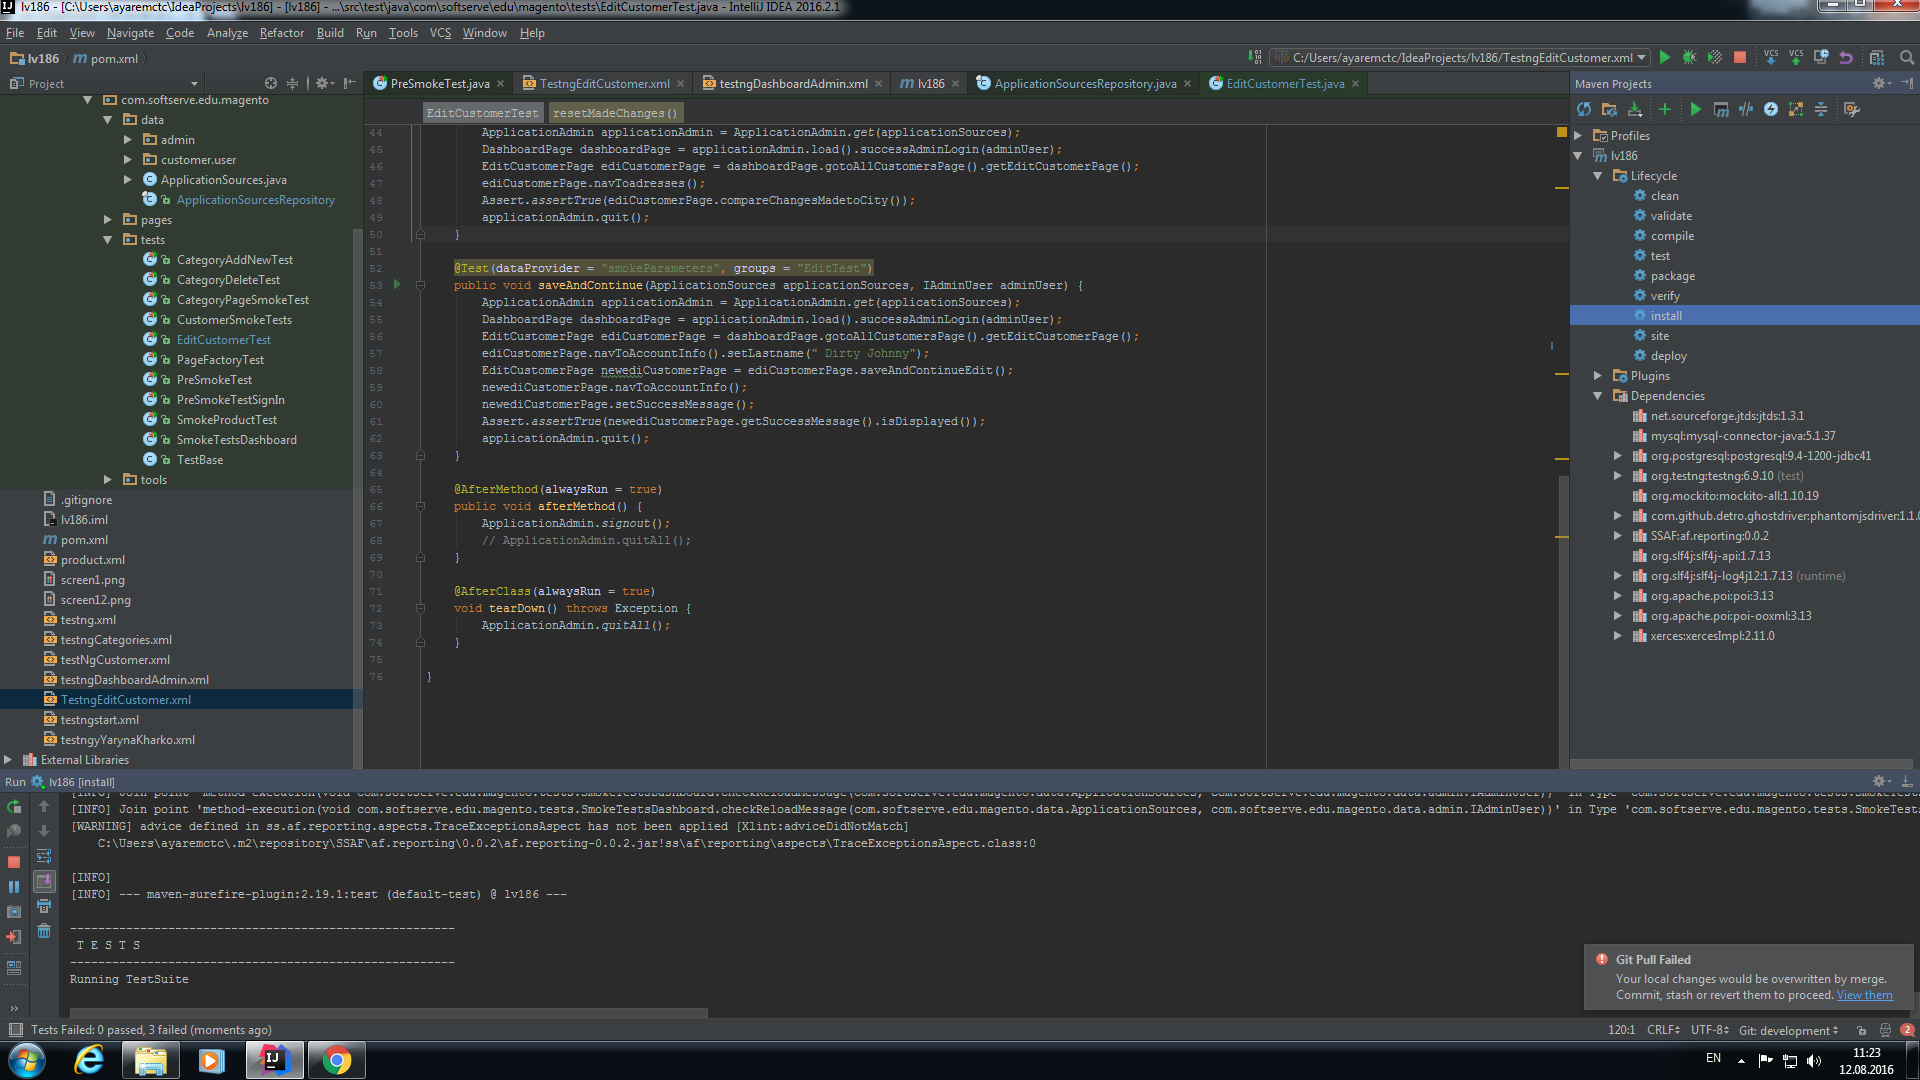 lv186 - [C:\Users\ayaremctc\IdeaProjects\lv186] - [lv186] - ...\src\test\java\com\softserve\edu\magento\tests\EditCustomerTest.java - IntelliJ IDEA 2016.2.1
File Edit View Navigate Code Analyze Refactor Build Run Tools VCS Window Help
lv186 pom.xml
C:/Users/ayaremctc/IdeaProjects/lv186/TestngEditCustomer.xml
VCS VCS
Project
PreSmokeTest.java TestngEditCustomer.xml testngDashboardAdmin.xml lv186 ApplicationSourcesRepository.java EditCustomerTest.java
com.softserve.edu.magento
data
admin
customer.user
ApplicationSources.java
ApplicationSourcesRepository
pages
tests
CategoryAddNewTest
CategoryDeleteTest
CategoryPageSmokeTest
CustomerSmokeTests
EditCustomerTest
PageFactoryTest
PreSmokeTest
PreSmokeTestSignIn
SmokeProductTest
SmokeTestsDashboard
TestBase
tools
.gitignore
lv186.iml
pom.xml
product.xml
screen1.png
screen12.png
testng.xml
testngCategories.xml
testNgCustomer.xml
testngDashboardAdmin.xml
TestngEditCustomer.xml
testngstart.xml
testngyYarynaKharko.xml
External Libraries
EditCustomerTest resetMadeChanges()
44 ApplicationAdmin applicationAdmin = ApplicationAdmin.get(applicationSources);
45 DashboardPage dashboardPage = applicationAdmin.load().successAdminLogin(adminUser);
46 EditCustomerPage ediCustomerPage = dashboardPage.gotoAllCustomersPage().getEditCustomerPage();
47 ediCustomerPage.navToadresses();
48 Assert.assertTrue(ediCustomerPage.compareChangesMadetoCity());
49 applicationAdmin.quit();
50 }
51
52 @Test(dataProvider = "smokeParameters", groups = "EditTest")
53 public void saveAndContinue(ApplicationSources applicationSources, IAdminUser adminUser) {
54 ApplicationAdmin applicationAdmin = ApplicationAdmin.get(applicationSources);
55 DashboardPage dashboardPage = applicationAdmin.load().successAdminLogin(adminUser);
56 EditCustomerPage ediCustomerPage = dashboardPage.gotoAllCustomersPage().getEditCustomerPage();
57 ediCustomerPage.navToAccountInfo().setLastname(" Dirty Johnny");
58 EditCustomerPage newediCustomerPage = ediCustomerPage.saveAndContinueEdit();
59 newediCustomerPage.navToAccountInfo();
60 newediCustomerPage.setSuccessMessage();
61 Assert.assertTrue(newediCustomerPage.getSuccessMessage().isDisplayed());
62 applicationAdmin.quit();
63 }
64
65 @AfterMethod(alwaysRun = true)
66 public void afterMethod() {
67 ApplicationAdmin.signout();
68 // ApplicationAdmin.quitAll();
69 }
70
71 @AfterClass(alwaysRun = true)
72 void tearDown() throws Exception {
73 ApplicationAdmin.quitAll();
74 }
75
76 }
Maven Projects
Profiles
lv186
Lifecycle
clean
validate
compile
test
package
verify
install
site
deploy
Plugins
Dependencies
net.sourceforge.jtds:jtds:1.3.1
mysql:mysql-connector-java:5.1.37
org.postgresql:postgresql:9.4-1200-jdbc41
org.testng:testng:6.9.10 (test)
org.mockito:mockito-all:1.10.19
com.github.detro.ghostdriver:phantomjsdriver:1.1.0
SSAF:af.reporting:0.0.2
org.slf4j:slf4j-api:1.7.13
org.slf4j:slf4j-log4j12:1.7.13 (runtime)
org.apache.poi:poi:3.13
org.apache.poi:poi-ooxml:3.13
xerces:xercesImpl:2.11.0
Run lv186 [install]
[INFO] Join point 'method-execution(void com.softserve.edu.magento.tests.SmokeTestsDashboard.checkReloadMessage(com.softserve.edu.magento.data.ApplicationSources, com.softserve.edu.magento.data.admin.IAdminUser))' in Type 'com.softserve.edu.magento.tests.SmokeTests
[WARNING] advice defined in ss.af.reporting.aspects.TraceExceptionsAspect has not been applied [Xlint:adviceDidNotMatch]
C:\Users\ayaremctc\.m2\repository\SSAF\af.reporting\0.0.2\af.reporting-0.0.2.jar!ss\af\reporting\aspects\TraceExceptionsAspect.class:0
[INFO]
[INFO] --- maven-surefire-plugin:2.19.1:test (default-test) @ lv186 ---
-------------------------------------------------------
T E S T S
-------------------------------------------------------
Running TestSuite
Git Pull Failed
Your local changes would be overwritten by merge.
Commit, stash or revert them to proceed. View them
Tests Failed: 0 passed, 3 failed (moments ago)
120:1 CRLF UTF-8 Git: development 2
EN
11:23
12.08.2016